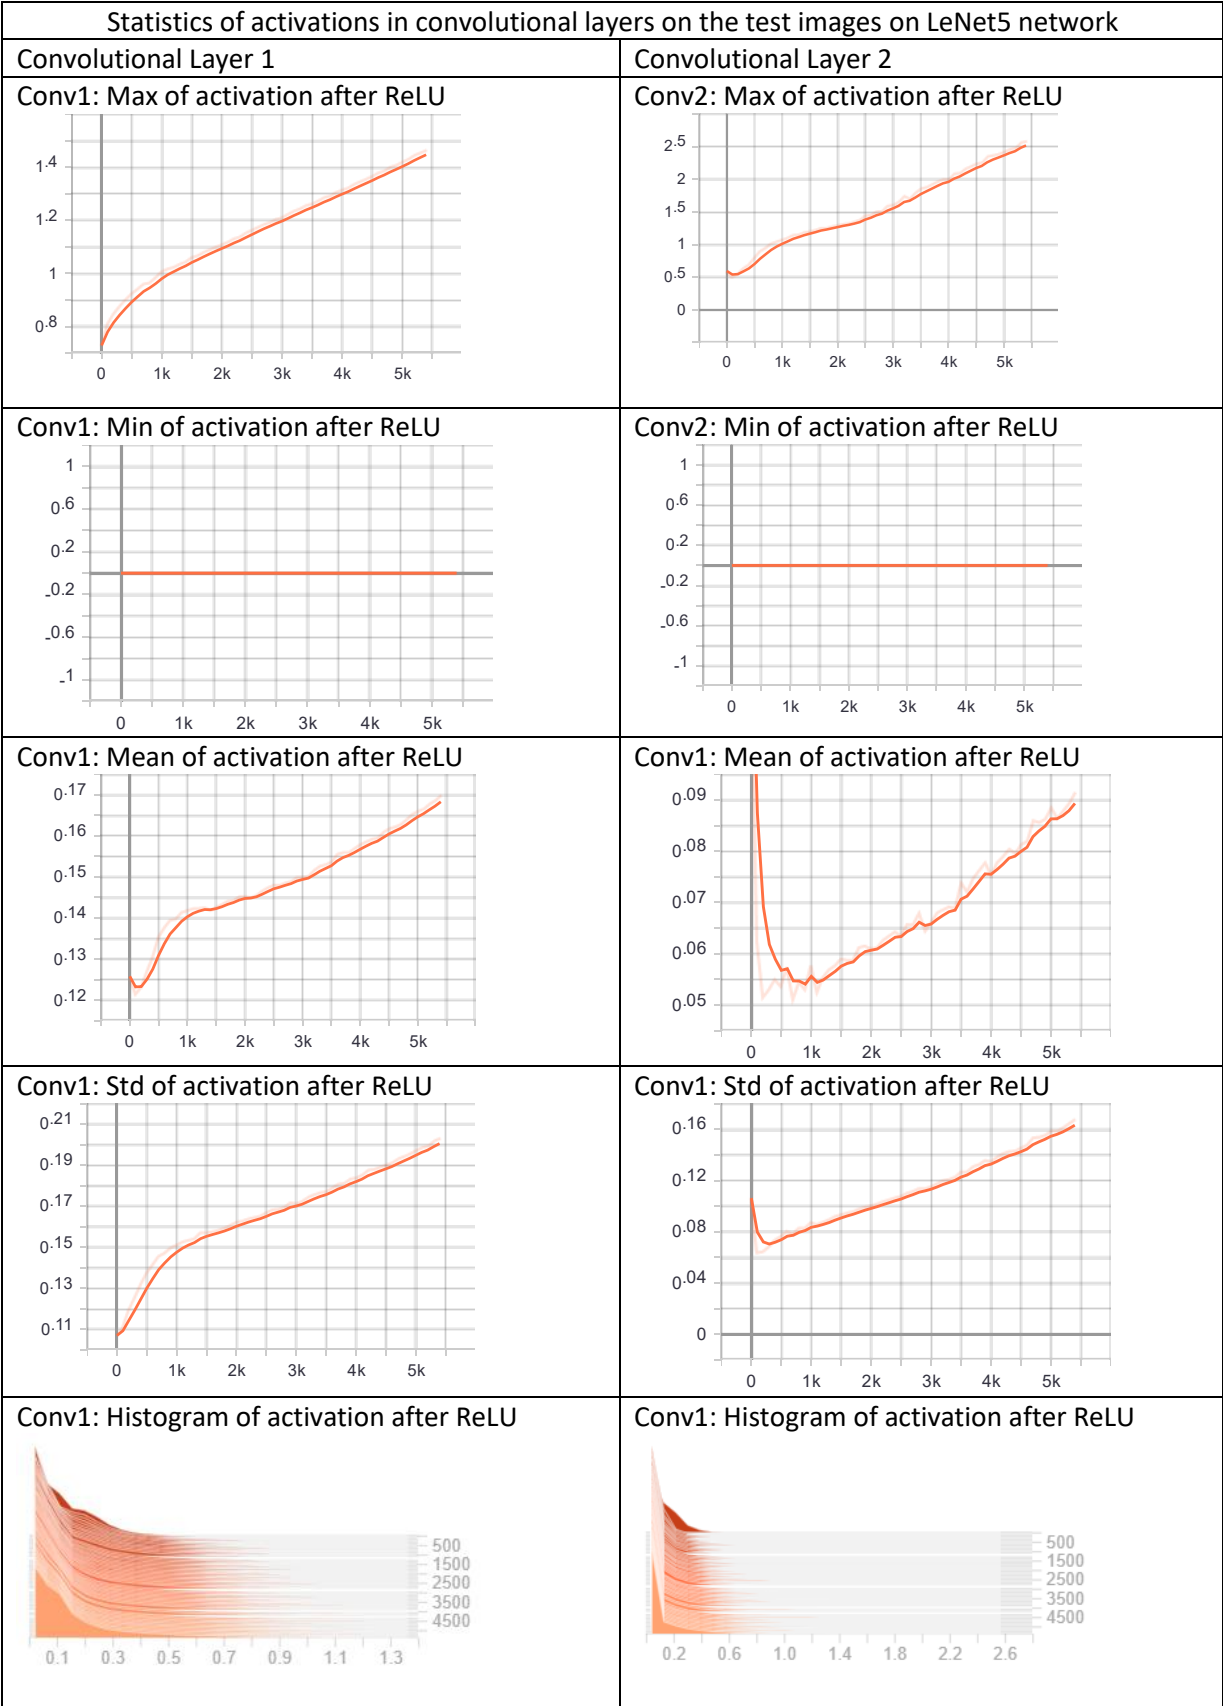 Statistics of activations in convolutional layers on the test images on LeNet5 network
Convolutional Layer 1
Convolutional Layer 2
Conv1: Max of activation after ReLU
1.4
1.2
1
0.8
0 1k 2k 3k 4k 5k
Conv2: Max of activation after ReLU
2.5
2
1.5
1
0.5
0
0 1k 2k 3k 4k 5k
Conv1: Min of activation after ReLU
1
0.6
0.2
-0.2
-0.6
-1
0 1k 2k 3k 4k 5k
Conv2: Min of activation after ReLU
1
0.6
0.2
-0.2
-0.6
-1
0 1k 2k 3k 4k 5k
Conv1: Mean of activation after ReLU
0.17
0.16
0.15
0.14
0.13
0.12
0 1k 2k 3k 4k 5k
Conv1: Mean of activation after ReLU
0.09
0.08
0.07
0.06
0.05
0 1k 2k 3k 4k 5k
Conv1: Std of activation after ReLU
0.21
0.19
0.17
0.15
0.13
0.11
0 1k 2k 3k 4k 5k
Conv1: Std of activation after ReLU
0.16
0.12
0.08
0.04
0
0 1k 2k 3k 4k 5k
Conv1: Histogram of activation after ReLU
500
1500
2500
3500
4500
0.1 0.3 0.5 0.7 0.9 1.1 1.3
Conv1: Histogram of activation after ReLU
500
1500
2500
3500
4500
0.2 0.6 1.0 1.4 1.8 2.2 2.6